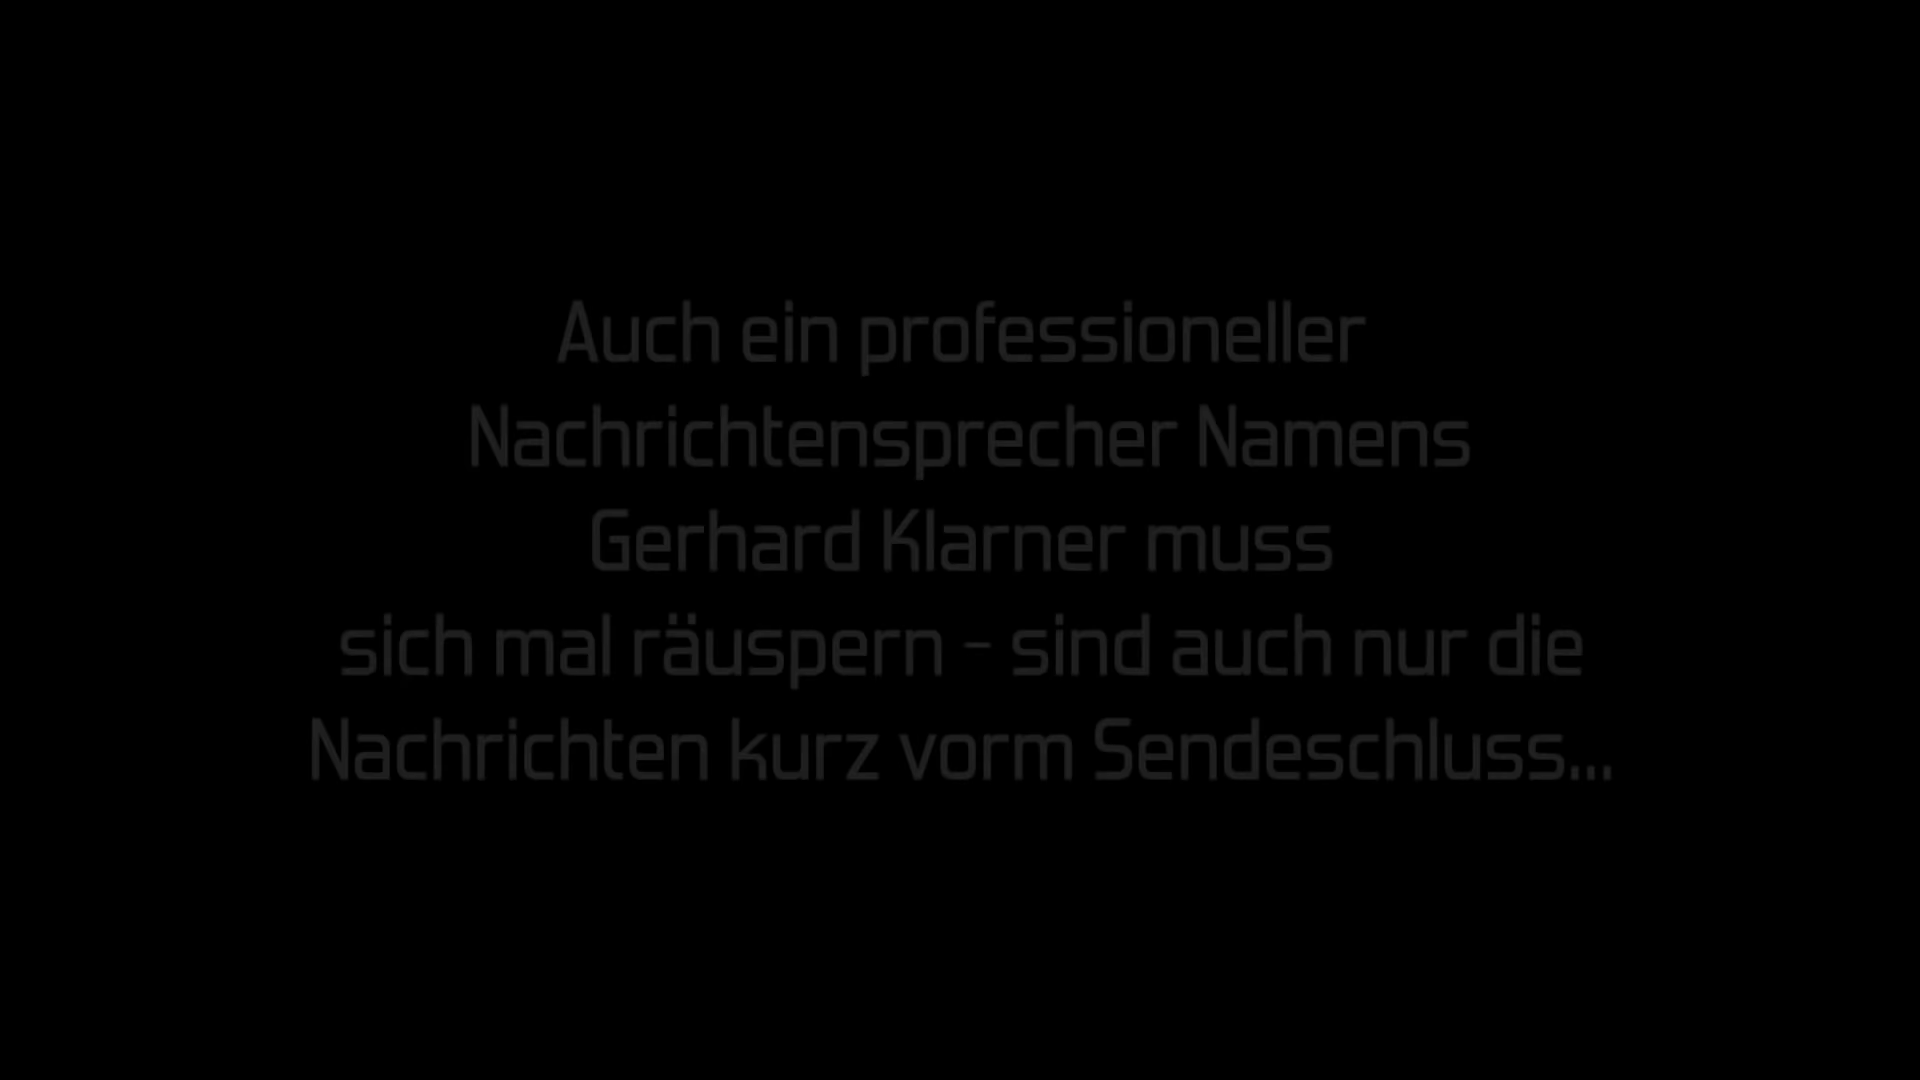 Auch ein professioneller
Nachrichtensprecher Namens
Gerhard Klarner muss
sich mal räuspern - sind auch nur die
Nachrichten kurz vorm Sendeschluss...